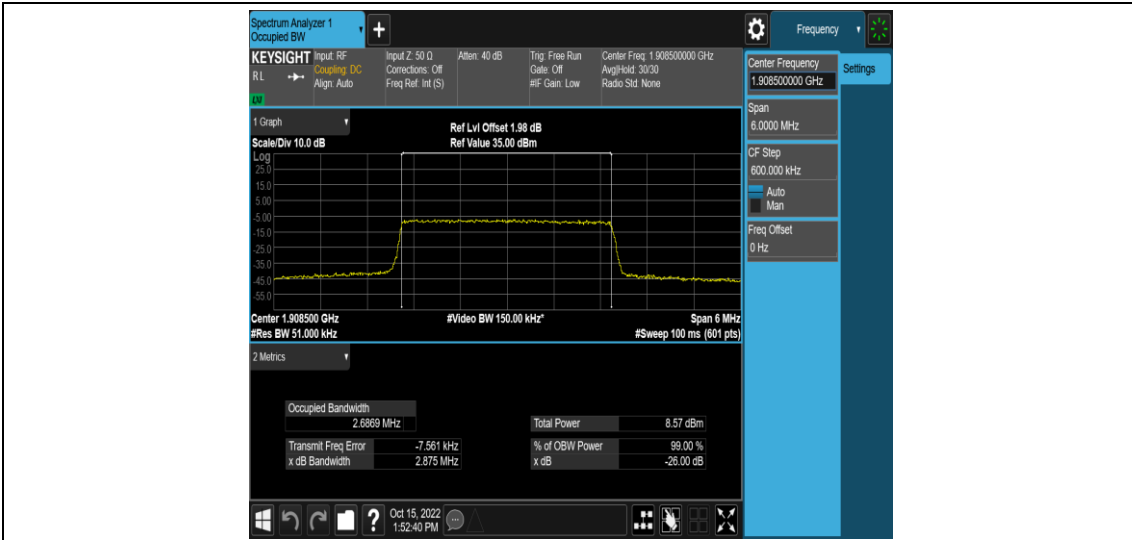 Spectrum Analyzer 1
Occupied BW
+
Frequency
KEYSIGHT
RL
LXI
Input: RF
Coupling: DC
Align: Auto
Input Z: 50 Ω
Corrections: Off
Freq Ref: Int (S)
Atten: 40 dB
Trig: Free Run
Gate: Off
#IF Gain: Low
Center Freq: 1.908500000 GHz
Avg|Hold: 30/30
Radio Std: None
Center Frequency
1.908500000 GHz
Settings
Span
6.0000 MHz
CF Step
600.000 kHz
Auto
Man
Freq Offset
0 Hz
1 Graph
Ref Lvl Offset 1.98 dB
Scale/Div 10.0 dB
Ref Value 35.00 dBm
Log
25.0
15.0
5.00
-5.00
-15.0
-25.0
-35.0
-45.0
-55.0
Center 1.908500 GHz
#Video BW 150.00 kHz*
Span 6 MHz
#Res BW 51.000 kHz
#Sweep 100 ms (601 pts)
2 Metrics
Occupied Bandwidth
2.6869 MHz
Total Power 8.57 dBm
Transmit Freq Error -7.561 kHz
% of OBW Power 99.00 %
x dB Bandwidth 2.875 MHz
x dB -26.00 dB
?
Oct 15, 2022
1:52:40 PM